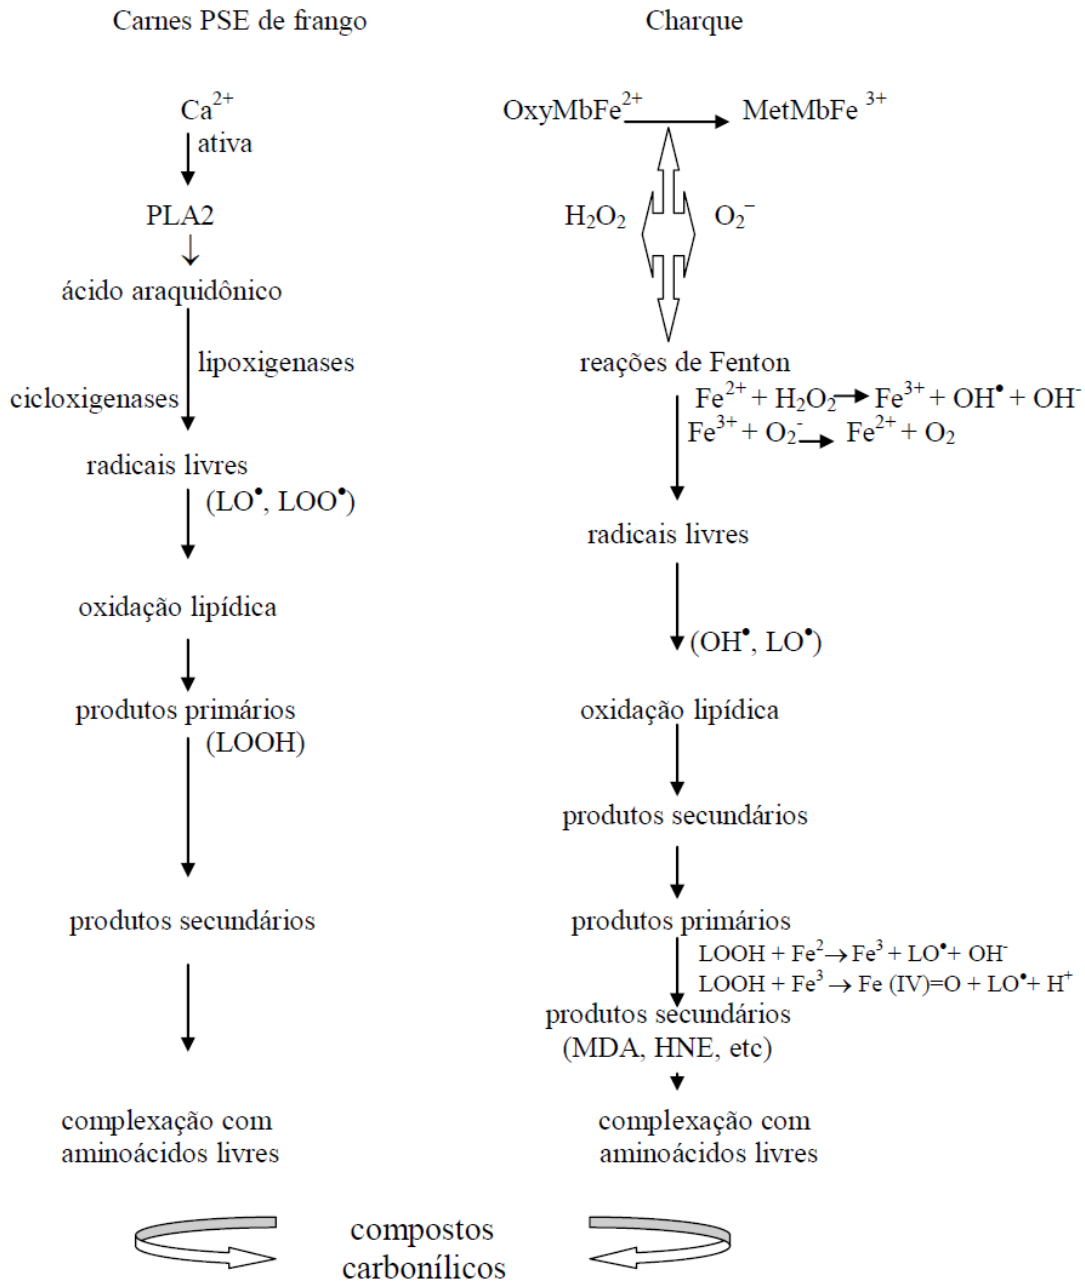 Carnes PSE de frango
Ca²⁺
ativa
PLA2
↓
ácido araquidônico
lipoxigenases
cicloxigenases
radicais livres
(LO•, LOO•)
oxidação lipídica
produtos primários
(LOOH)
produtos secundários
complexação com
aminoácidos livres
Charque
OxyMbFe²⁺ → MetMbFe ³⁺
H₂O₂ O₂⁻
reações de Fenton
Fe²⁺ + H₂O₂ → Fe³⁺ + OH• + OH⁻
Fe³⁺ + O₂⁻ → Fe²⁺ + O₂
radicais livres
(OH•, LO•)
oxidação lipídica
produtos secundários
produtos primários
LOOH + Fe² → Fe³ + LO• + OH⁻
LOOH + Fe³ → Fe (IV)=O + LO• + H⁺
produtos secundários
(MDA, HNE, etc)
complexação com
aminoácidos livres
compostos
carbonílicos